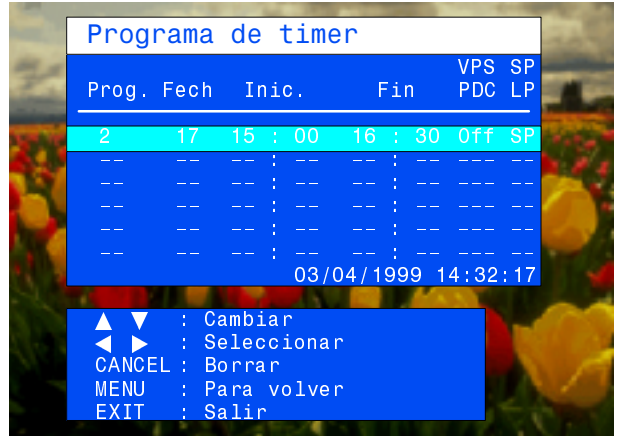 Programa de timer
VPS SP
Prog. Fech Inic. Fin PDC LP
2 17 15 : 00 16 : 30 Off SP
-- -- -- : -- -- : -- --- --
-- -- -- : -- -- : -- --- --
-- -- -- : -- -- : -- --- --
-- -- -- : -- -- : -- --- --
-- -- -- : -- -- : -- --- --
03/04/1999 14:32:17
▲ ▼ : Cambiar
◀ ▶ : Seleccionar
CANCEL : Borrar
MENU : Para volver
EXIT : Salir